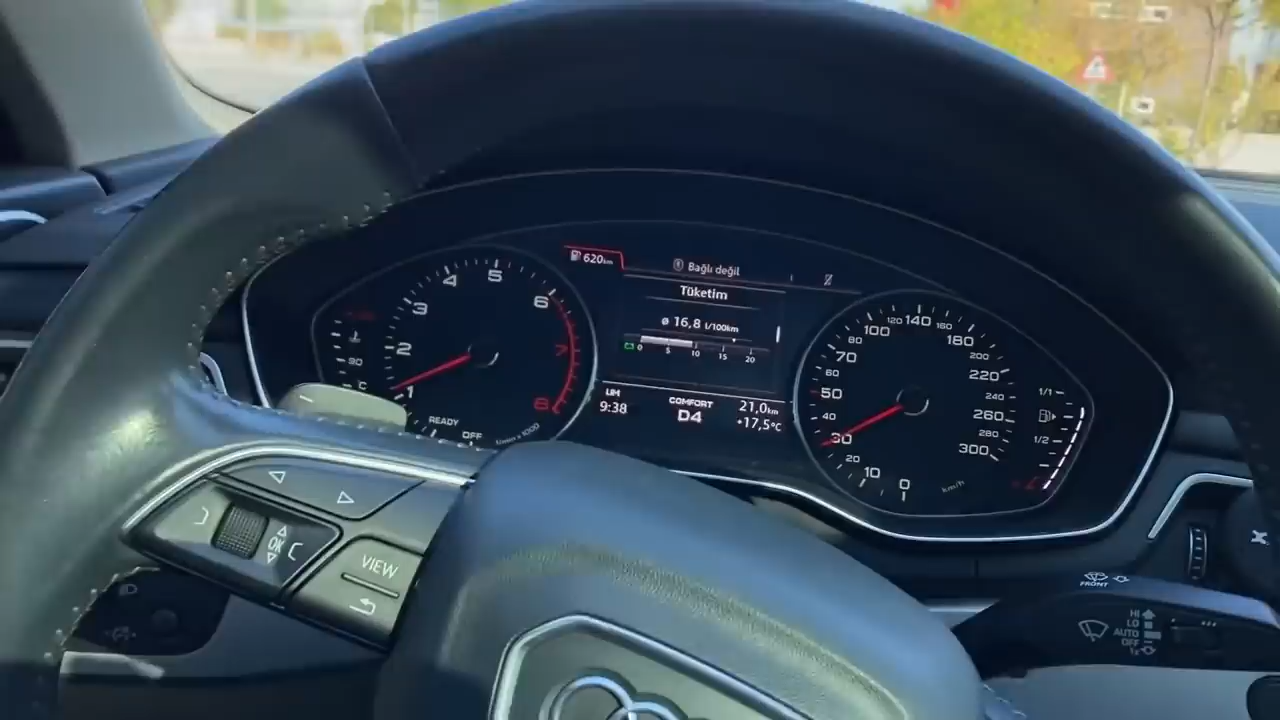 620km
Bağlı değil
Tüketim
ø 16,8 l/100km
0 5 10 15 20
LIM
9:38
COMFORT
D4
21,0km
+17,5°C
1 2 3 4 5 6 7 8
READY
OFF
90
C
0 10 20 30 40 50 60 70 80 100 120 140 160 180 200 220 240 260 280 300
km/h
1/1
1/2
OK
VIEW
FRONT
HI
LO
AUTO
OFF
1x